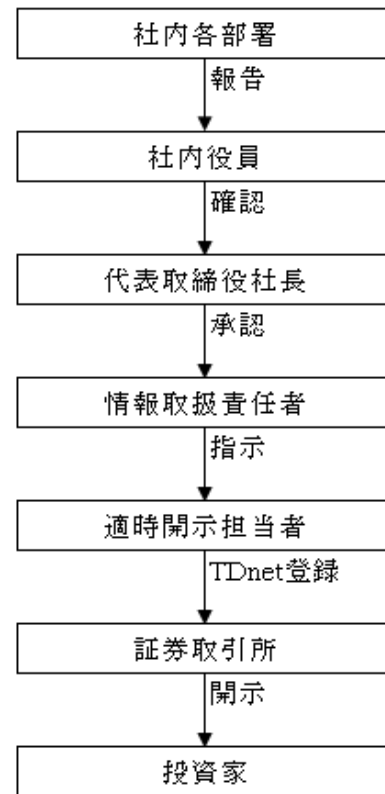 社内各部署
報告
社内役員
確認
代表取締役社長
承認
情報取扱責任者
指示
適時開示担当者
TDnet登録
証券取引所
開示
投資家